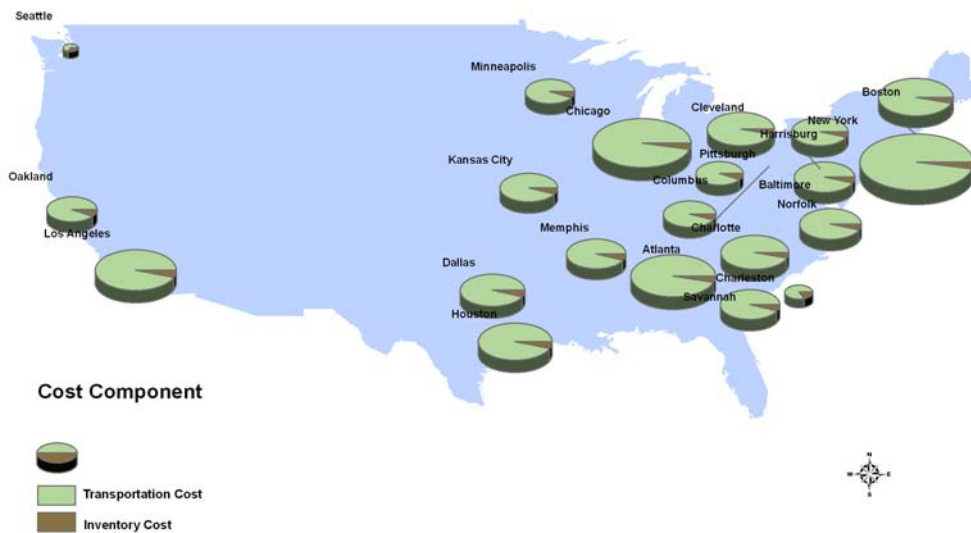 Seattle
Minneapolis
Chicago
Cleveland
Boston
New York
Harrisburg
Pittsburgh
Kansas City
Columbus
Baltimore
Oakland
Norfolk
Los Angeles
Memphis
Charlotte
Atlanta
Dallas
Charleston
Savannah
Houston
Cost Component
Transportation Cost
Inventory Cost
N
W E
S